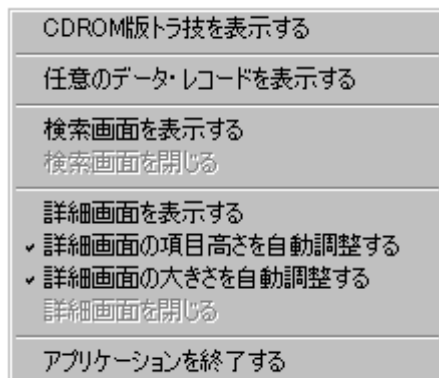 CDROM版トラ技を表示する
任意のデータ・レコードを表示する
検索画面を表示する
検索画面を閉じる
詳細画面を表示する
詳細画面の項目高さを自動調整する
詳細画面の大きさを自動調整する
詳細画面を閉じる
アプリケーションを終了する